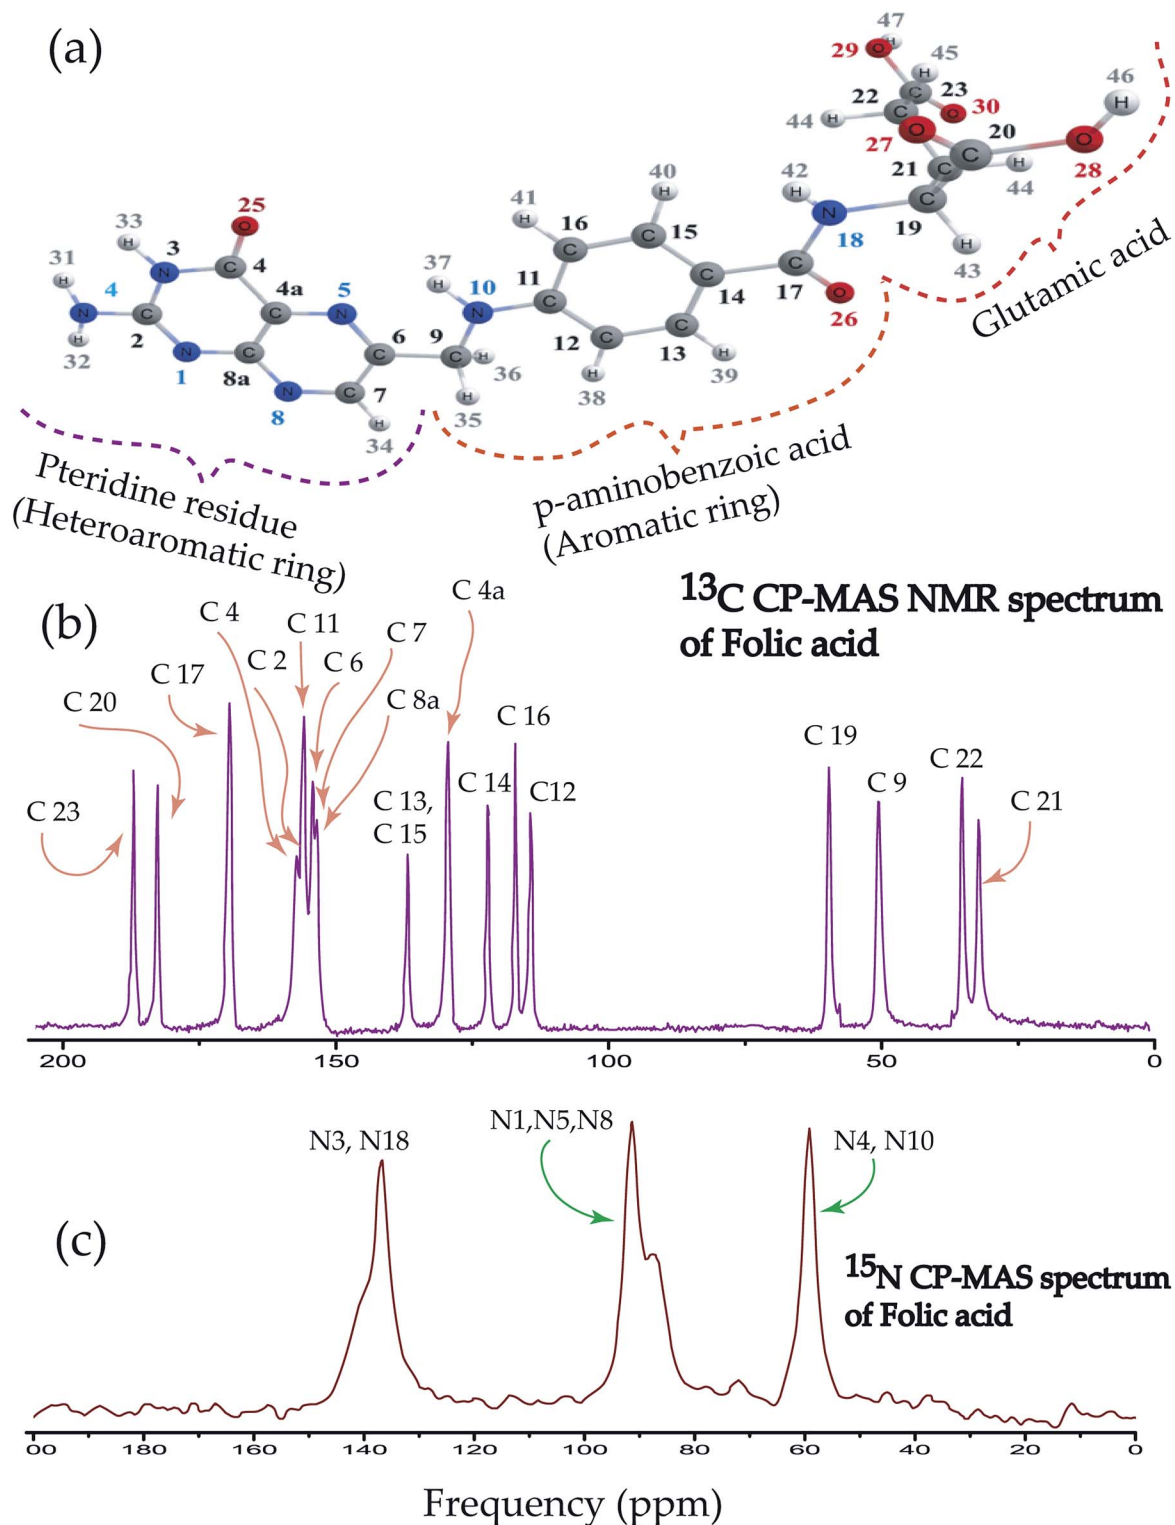 (a)
47
H
O
29
45
H
C
23
22
C
46
H
44
H
O
30
27
O
20
C
O
28
21
C
H
44
40
H
42
H
41
H
N
18
C
19
H
43
16
C
C
15
33
H
25
O
31
H
3
N
C
4
37
H
11
C
C
14
C
17
O
26
4
N
C
2
4a
C
5
N
10
N
H
32
N
1
C
8a
6
C
9
C
H
36
12
C
C
13
H
39
N
8
C
7
H
35
H
38
H
34
Glutamic acid
Pteridine residue
(Heteroaromatic ring)
p-aminobenzoic acid
(Aromatic ring)
(b)
13C CP-MAS NMR spectrum
of Folic acid
C 23
C 20
C 17
C 4
C 2
C 11
C 6
C 7
C 8a
C 13,
C 15
C 4a
C 14
C 16
C12
C 19
C 9
C 22
C 21
200 150 100 50 0
(c)
N3, N18
N1,N5,N8
N4, N10
15N CP-MAS spectrum
of Folic acid
00 180 160 140 120 100 80 60 40 20 0
Frequency (ppm)